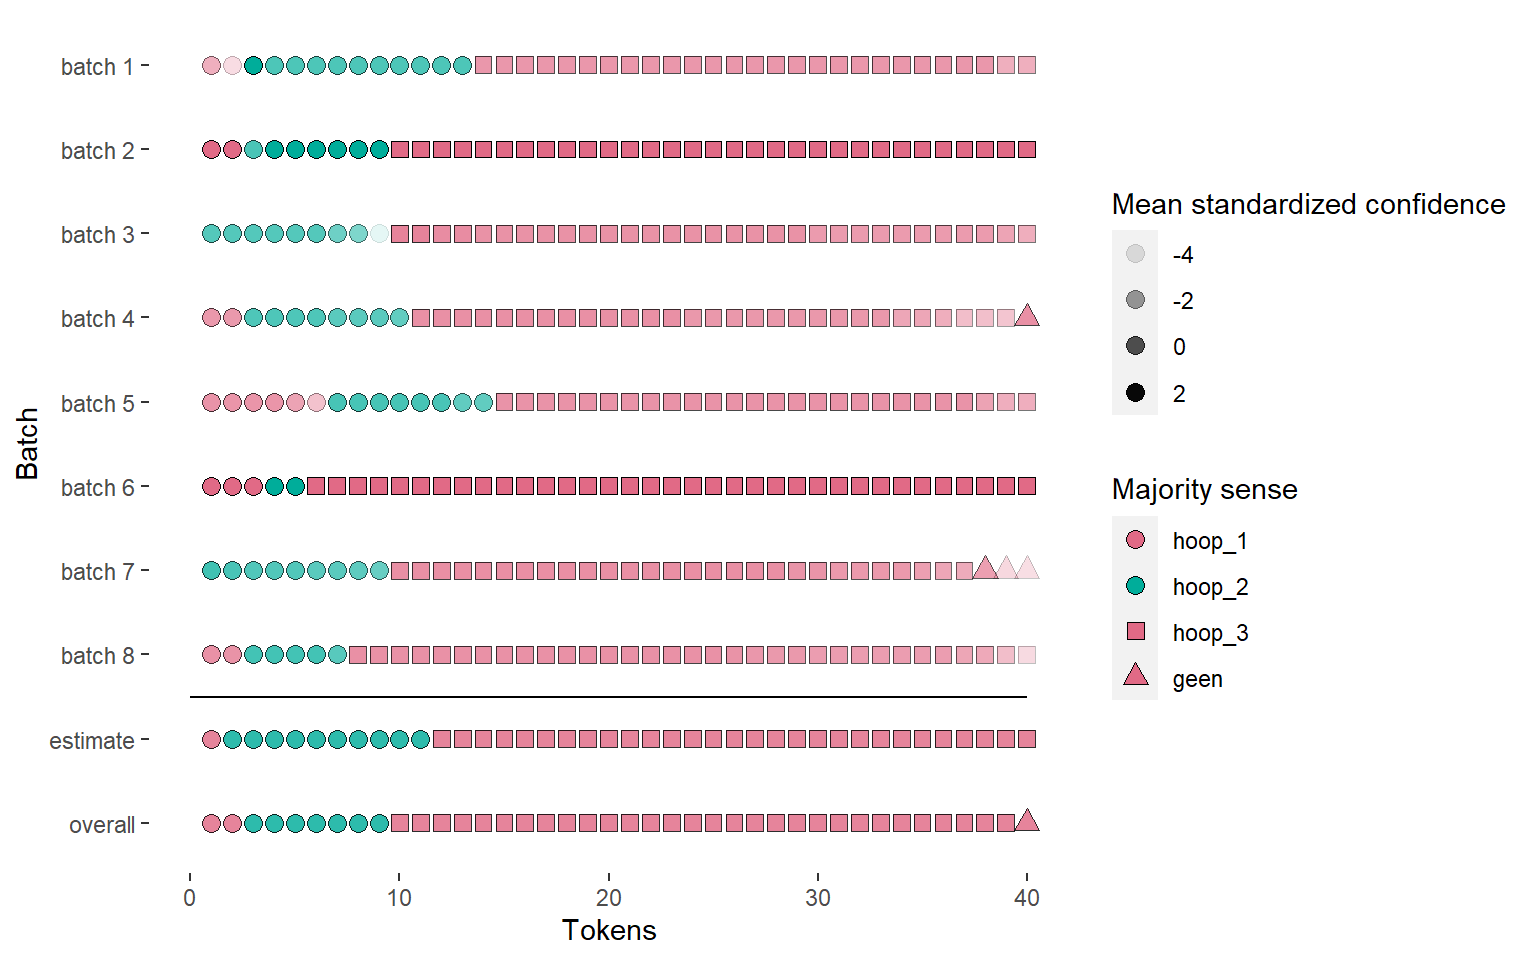 batch 1
batch 2
batch 3
batch 4
batch 5
batch 6
batch 7
batch 8
estimate
overall
Batch
0 10 20 30 40
Tokens
Mean standardized confidence
-4
-2
0
2
Majority sense
hoop_1
hoop_2
hoop_3
geen